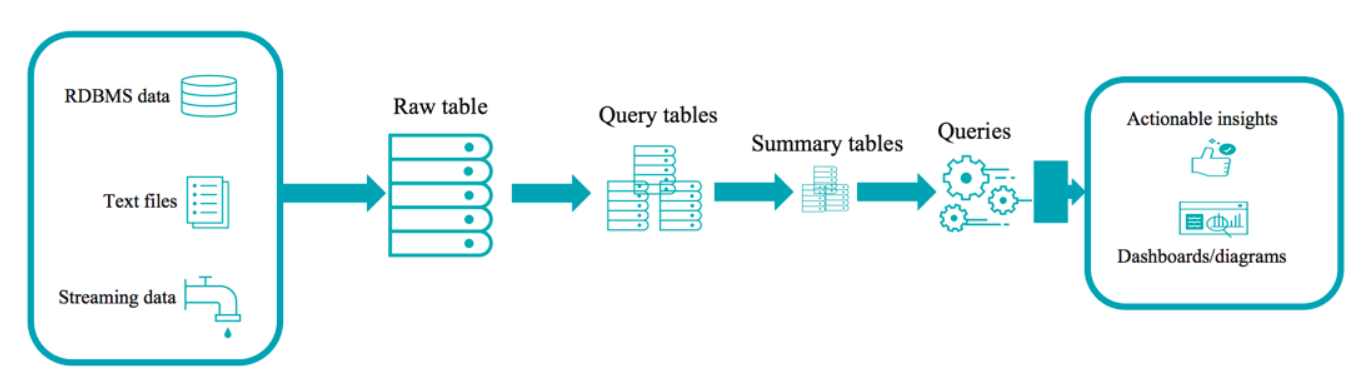 RDBMS data
Text files
Streaming data
Raw table
Query tables
Summary tables
Queries
Actionable insights
Dashboards/diagrams